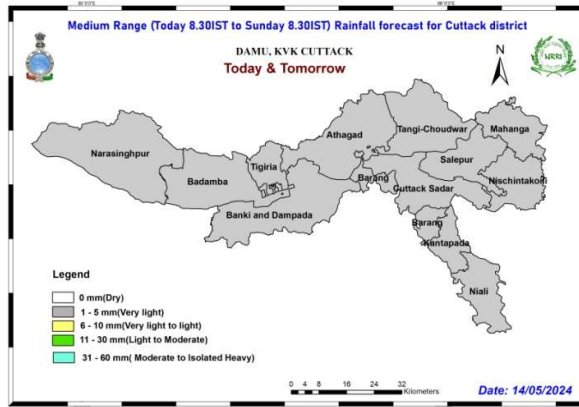 Medium Range (Today 8.30IST to Sunday 8.30IST) Rainfall forecast for Cuttack district
DAMU, KVK CUTTACK
Today & Tomorrow
N
NRRI
Athagad
Tangi-Choudwar
Mahanga
Narasinghpur
Tigiria
Salepur
Badamba
Barang
Nischintakoili
Cuttack Sadar
Banki and Dampada
Barang
Kantapada
Niali
Legend
0 mm(Dry)
1 - 5 mm(Very light)
6 - 10 mm(Very light to light)
11 - 30 mm(Light to Moderate)
31 - 60 mm( Moderate to Isolated Heavy)
0 4 8 16 24 32
Kilometers
Date: 14/05/2024